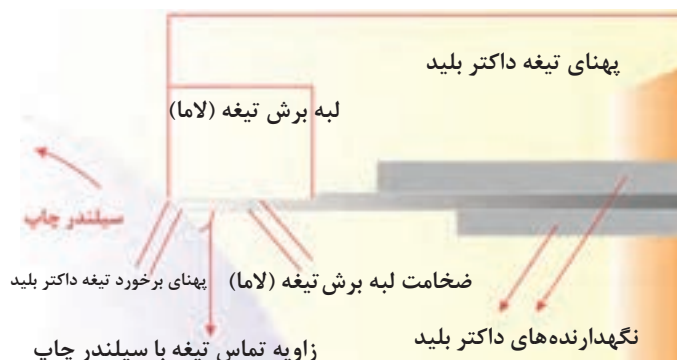 پهنای تیغه داکتر بلید
لبه برش تیغه (لاما)
سیلندر چاپ
پهنای برخورد تیغه داکتر بلید
ضخامت لبه برش تیغه (لاما)
زاویه تماس تیغه با سیلندر چاپ
نگهدارنده‌های داکتر بلید